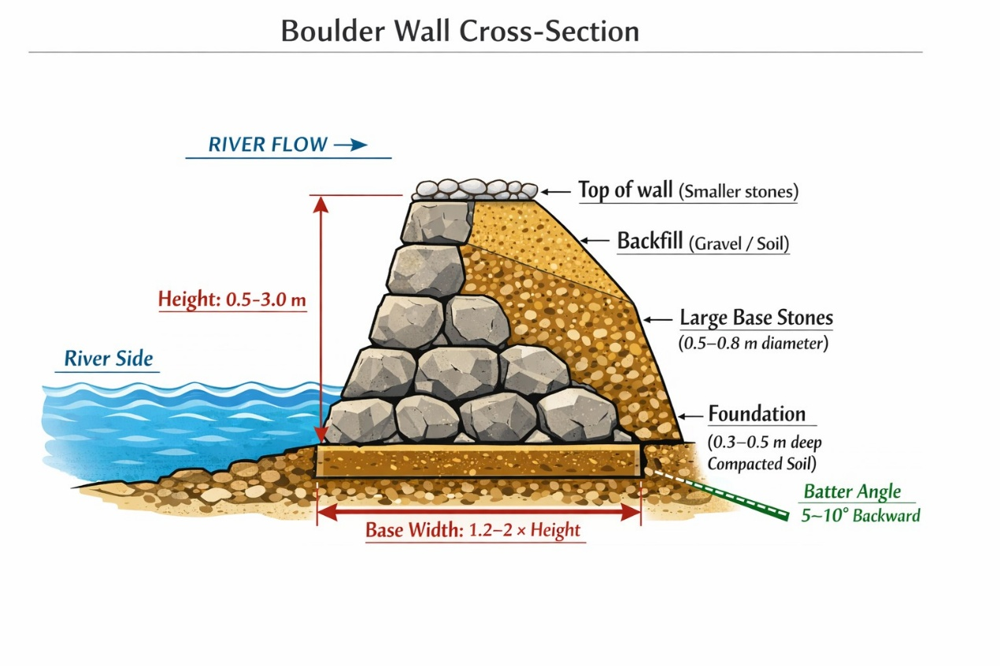 Boulder Wall Cross-Section
RIVER FLOW
Top of wall (Smaller stones)
Backfill (Gravel / Soil)
Height: 0.5-3.0 m
Large Base Stones
(0.5–0.8 m diameter)
River Side
Foundation
(0.3–0.5 m deep
Compacted Soil)
Batter Angle
5–10° Backward
Base Width: 1.2–2 × Height